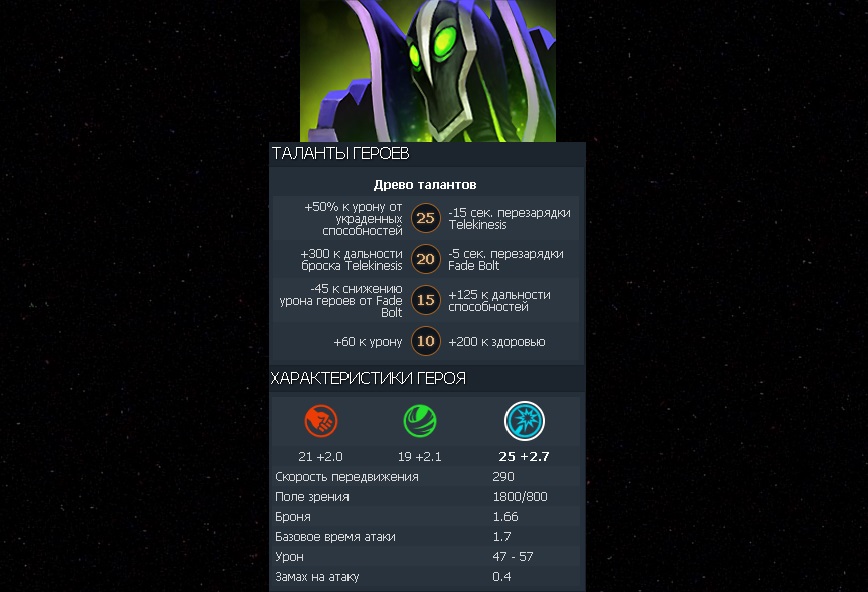 ТАЛАНТЫ ГЕРОЕВ
Древо талантов
+50% к урону от
украденных
способностей
25
-15 сек. перезарядки
Telekinesis
+300 к дальности
броска Telekinesis
20
-5 сек. перезарядки
Fade Bolt
-45 к снижению
урона героев от Fade
Bolt
15
+125 к дальности
способностей
+60 к урону
10
+200 к здоровью
ХАРАКТЕРИСТИКИ ГЕРОЯ
21 +2.0 19 +2.1 25 +2.7
Скорость передвижения 290
Поле зрения 1800/800
Броня 1.66
Базовое время атаки 1.7
Урон 47 - 57
Замах на атаку 0.4